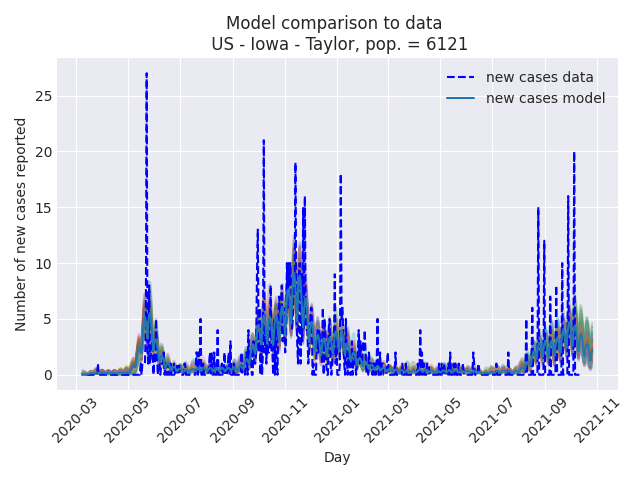 Model comparison to data
US - Iowa - Taylor, pop. = 6121
new cases data
new cases model
Number of new cases reported
25
20
15
10
5
0
2020-03
2020-05
2020-07
2020-09
2020-11
2021-01
2021-03
2021-05
2021-07
2021-09
2021-11
Day